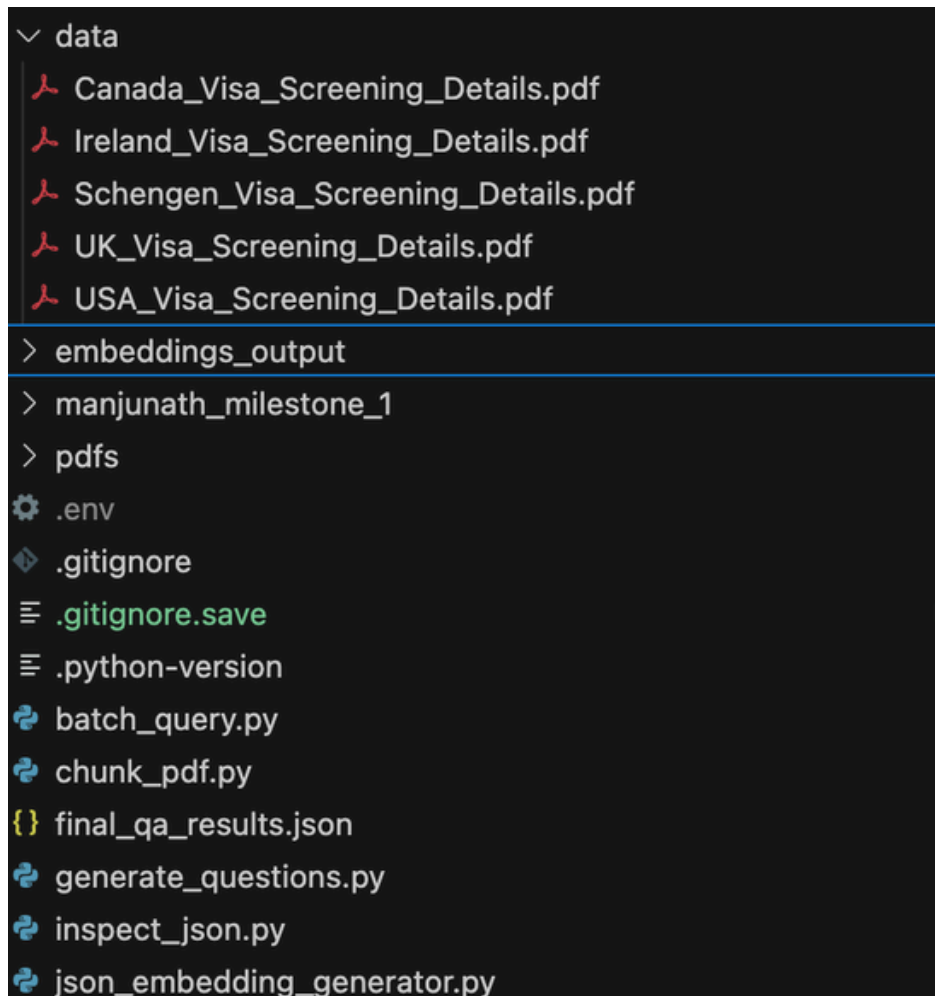 data
Canada_Visa_Screening_Details.pdf
Ireland_Visa_Screening_Details.pdf
Schengen_Visa_Screening_Details.pdf
UK_Visa_Screening_Details.pdf
USA_Visa_Screening_Details.pdf
embeddings_output
manjunath_milestone_1
pdfs
.env
.gitignore
.gitignore.save
.python-version
batch_query.py
chunk_pdf.py
{} final_qa_results.json
generate_questions.py
inspect_json.py
json_embedding_generator.py